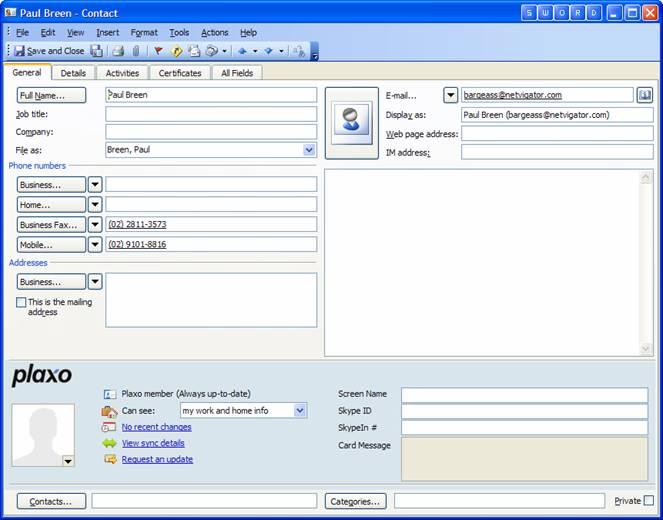 Paul Breen - Contact
S W O R D
File Edit View Insert Format Tools Actions Help
Save and Close
General Details Activities Certificates All Fields
Full Name... Paul Breen
Job title:
Company:
File as: Breen, Paul
E-mail... bargeass@netvigator.com
Display as: Paul Breen (bargeass@netvigator.com)
Web page address:
IM address:
Phone numbers
Business...
Home...
Business Fax... (02) 2811-3573
Mobile... (02) 9101-8816
Addresses
Business...
This is the mailing
address
plaxo
Plaxo member (Always up-to-date)
Can see: my work and home info
No recent changes
View sync details
Request an update
Screen Name
Skype ID
SkypeIn #
Card Message
Contacts... Categories... Private